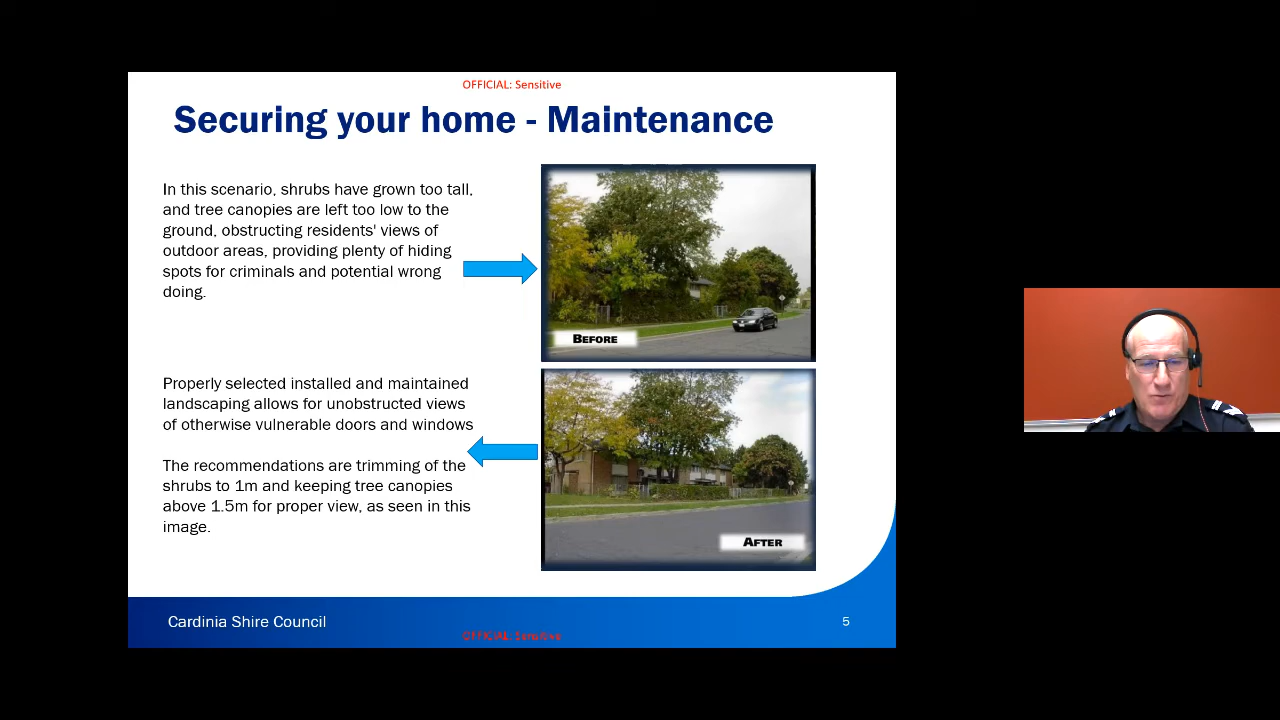 OFFICIAL: Sensitive
Securing your home - Maintenance
In this scenario, shrubs have grown too tall,
and tree canopies are left too low to the
ground, obstructing residents' views of
outdoor areas, providing plenty of hiding
spots for criminals and potential wrong
doing.
BEFORE
Properly selected installed and maintained
landscaping allows for unobstructed views
of otherwise vulnerable doors and windows
The recommendations are trimming of the
shrubs to 1m and keeping tree canopies
above 1.5m for proper view, as seen in this
image.
AFTER
Cardinia Shire Council
5
OFFICIAL: Sensitive